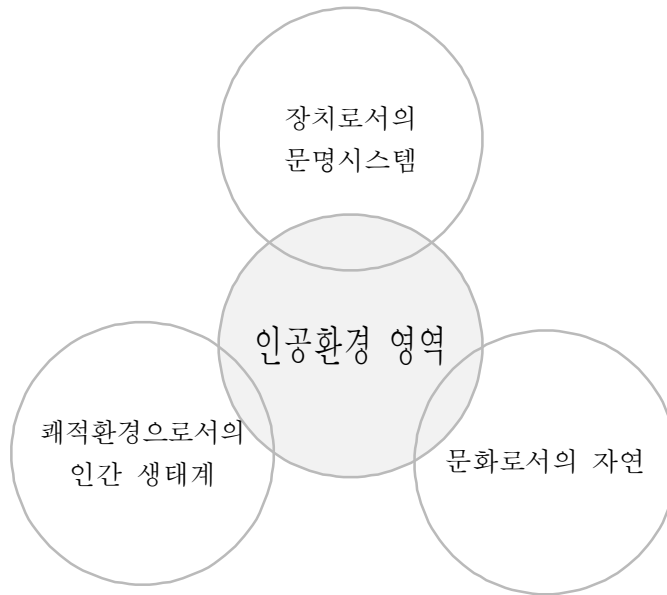 장치로서의
문명시스템
인공환경 영역
쾌적환경으로서의
인간 생태계
문화로서의 자연